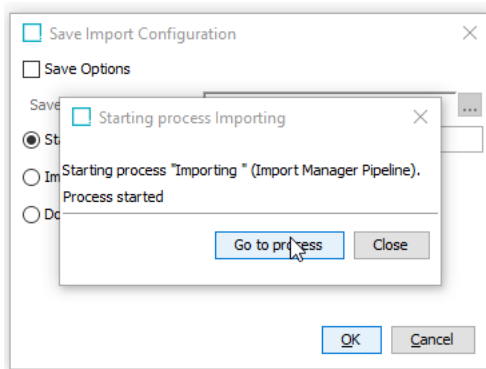 Save Import Configuration
Save Options
Save
Starting process Importing
Starting process "Importing " (Import Manager Pipeline).
Process started
Go to process
Close
OK
Cancel